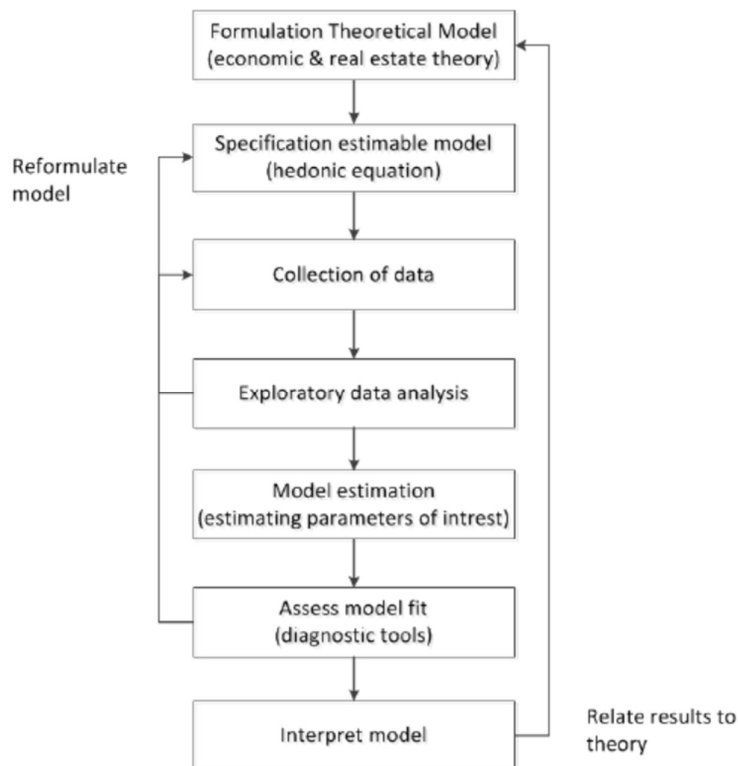 Formulation Theoretical Model
(economic & real estate theory)
Specification estimable model
(hedonic equation)
Reformulate
model
Collection of data
Exploratory data analysis
Model estimation
(estimating parameters of intrest)
Assess model fit
(diagnostic tools)
Interpret model
Relate results to
theory